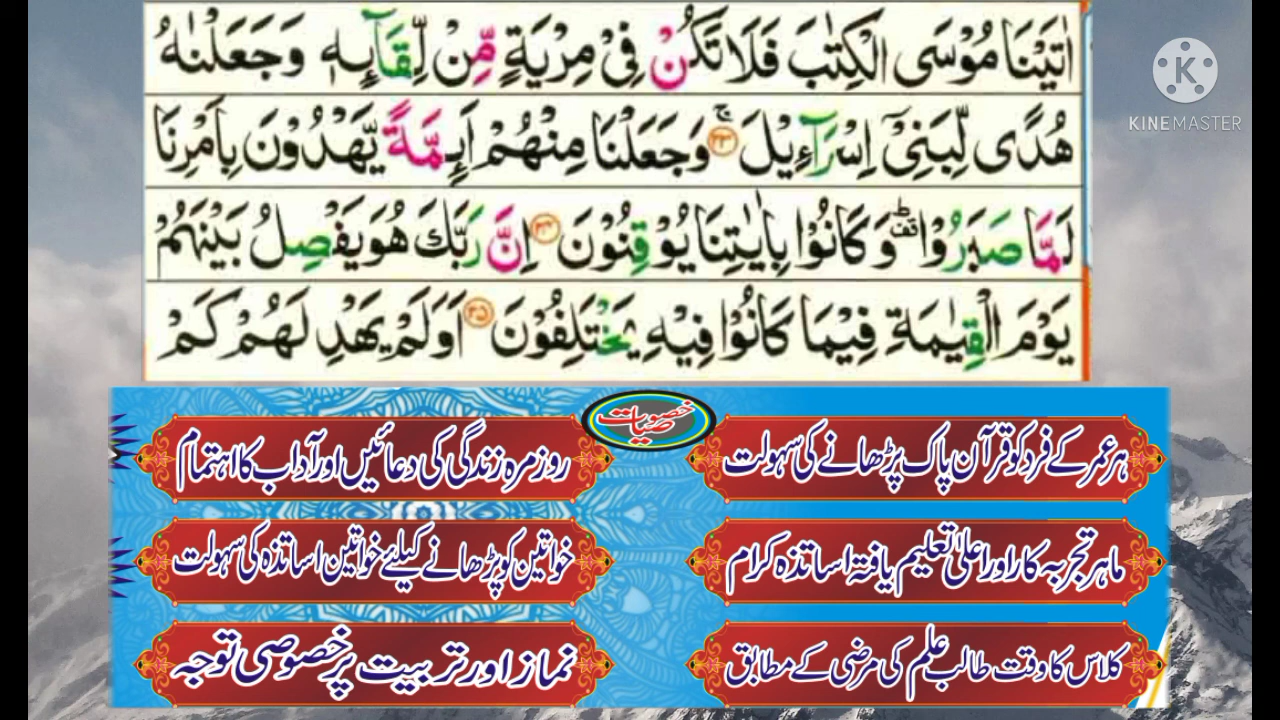 اٰتَيْنَا مُوْسَى الْكِتٰبَ فَلَا تَكُنْ فِيْ مِرْيَةٍ مِّنْ لِّقَآئِهٖ وَجَعَلْنٰهُ
هُدًى لِّبَنِيْٓ اِسْرَآءِيْلَ ۚ ۲۳ وَجَعَلْنَا مِنْهُمْ اَئِمَّةً يَّهْدُوْنَ بِاَمْرِنَا
لَمَّا صَبَرُوْا ؕ وَكَانُوْا بِاٰيٰتِنَا يُوْقِنُوْنَ ۲۴ اِنَّ رَبَّكَ هُوَ يَفْصِلُ بَيْنَهُمْ
يَوْمَ الْقِيٰمَةِ فِيْمَا كَانُوْا فِيْهِ يَخْتَلِفُوْنَ ۲۵ اَوَلَمْ يَهْدِ لَهُمْ كَمْ
KINEMASTER
خصوصیات
ہر عمر کے فرد کو قرآن پاک پڑھانے کی سہولت
روزمرہ زندگی کی دعائیں اور آداب کا اہتمام
ماہر تجربہ کار اور اعلیٰ تعلیم یافتہ اساتذہ کرام
خواتین کو پڑھانے کیلئے خواتین اساتذہ کی سہولت
کلاس کا وقت طالب علم کی مرضی کے مطابق
نماز اور تربیت پر خصوصی توجہ